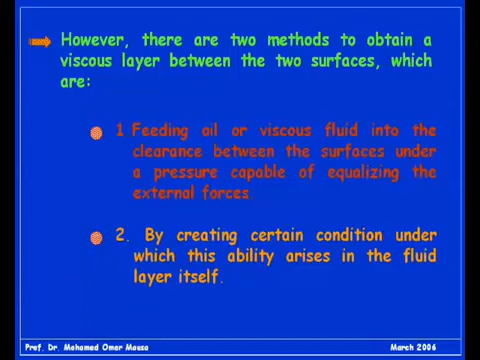 However, there are two methods to obtain a
viscous layer between the two surfaces, which
are:
1 Feeding oil or viscous fluid into the
clearance between the surfaces under
a pressure capable of equalizing the
external forces
2. By creating certain condition under
which this ability arises in the fluid
layer itself.
Prof. Dr. Mohamed Omar Mousa
March 2006